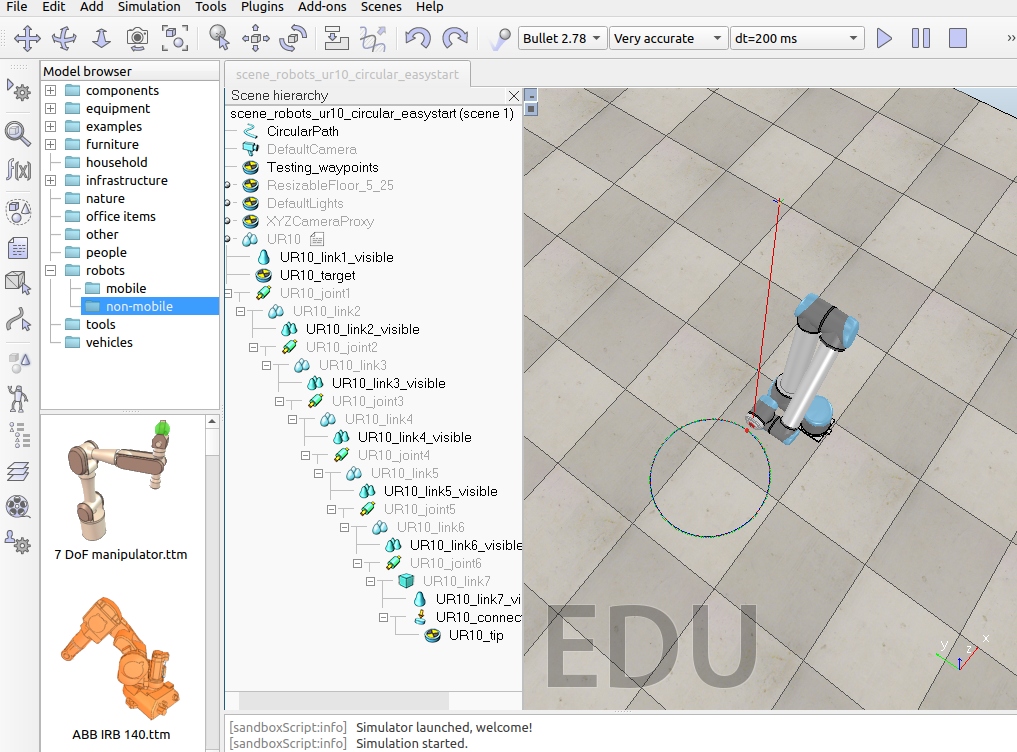 File Edit Add Simulation Tools Plugins Add-ons Scenes Help
Bullet 2.78 Very accurate dt=200 ms »
Model browser
components
equipment
examples
furniture
household
infrastructure
nature
office items
other
people
robots
mobile
non-mobile
tools
vehicles
7 DoF manipulator.ttm
ABB IRB 140.ttm
scene_robots_ur10_circular_easystart
Scene hierarchy
scene_robots_ur10_circular_easystart (scene 1)
CircularPath
DefaultCamera
Testing_waypoints
ResizableFloor_5_25
DefaultLights
XYZCameraProxy
UR10
UR10_link1_visible
UR10_target
UR10_joint1
UR10_link2
UR10_link2_visible
UR10_joint2
UR10_link3
UR10_link3_visible
UR10_joint3
UR10_link4
UR10_link4_visible
UR10_joint4
UR10_link5
UR10_link5_visible
UR10_joint5
UR10_link6
UR10_link6_visible
UR10_joint6
UR10_link7
UR10_link7_vi
UR10_connec
UR10_tip
f(x)
EDU
y z x
[sandboxScript:info] Simulator launched, welcome!
[sandboxScript:info] Simulation started.